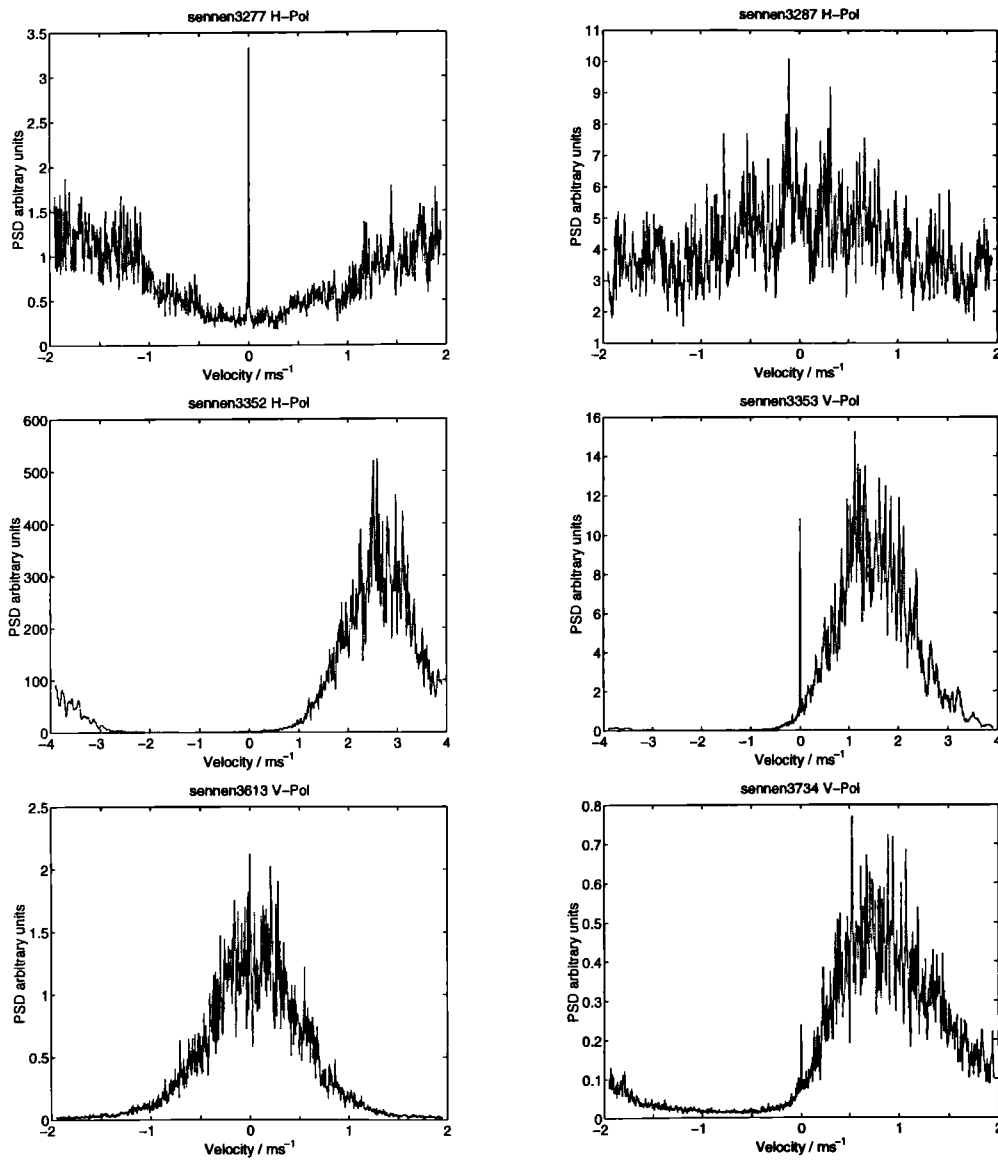 sennen3277 H-Pol
PSD arbitrary units
3.5
3
2.5
2
1.5
1
0.5
0
-2 -1 0 1 2
Velocity / ms⁻¹
sennen3287 H-Pol
PSD arbitrary units
11
10
9
8
7
6
5
4
3
2
1
-2 -1 0 1 2
Velocity / ms⁻¹
sennen3352 H-Pol
PSD arbitrary units
600
500
400
300
200
100
0
-4 -3 -2 -1 0 1 2 3 4
Velocity / ms⁻¹
sennen3353 V-Pol
PSD arbitrary units
16
14
12
10
8
6
4
2
0
-4 -3 -2 -1 0 1 2 3 4
Velocity / ms⁻¹
sennen3613 V-Pol
PSD arbitrary units
2.5
2
1.5
1
0.5
0
-2 -1 0 1 2
Velocity / ms⁻¹
sennen3734 V-Pol
PSD arbitrary units
0.8
0.7
0.6
0.5
0.4
0.3
0.2
0.1
0
-2 -1 0 1 2
Velocity / ms⁻¹